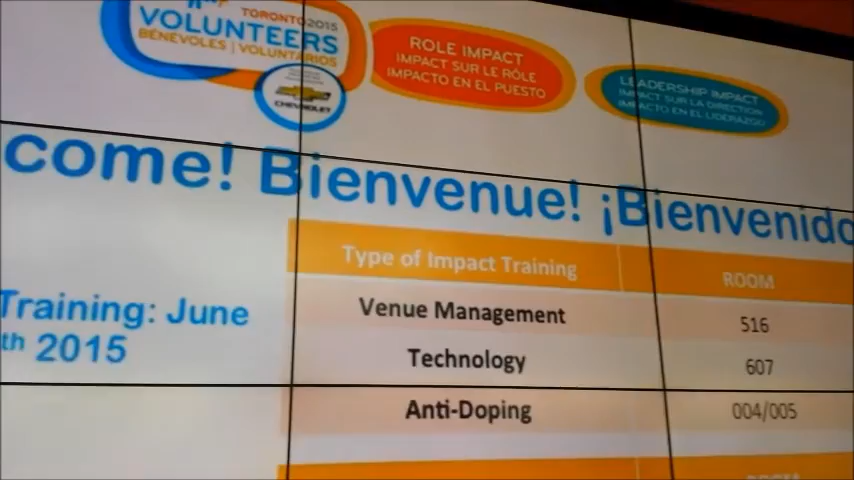 TORONTO2015
VOLUNTEERS
BÉNÉVOLES | VOLUNTARIOS
CHEVROLET
ROLE IMPACT
IMPACT SUR LE RÔLE
IMPACTO EN EL PUESTO
LEADERSHIP IMPACT
IMPACT SUR LA DIRECTION
IMPACTO EN EL LIDERAZGO
come! Bienvenue! ¡Bienvenido
Training: June
th 2015
Type of Impact Training ROOM
Venue Management 516
Technology 607
Anti-Doping 004/005